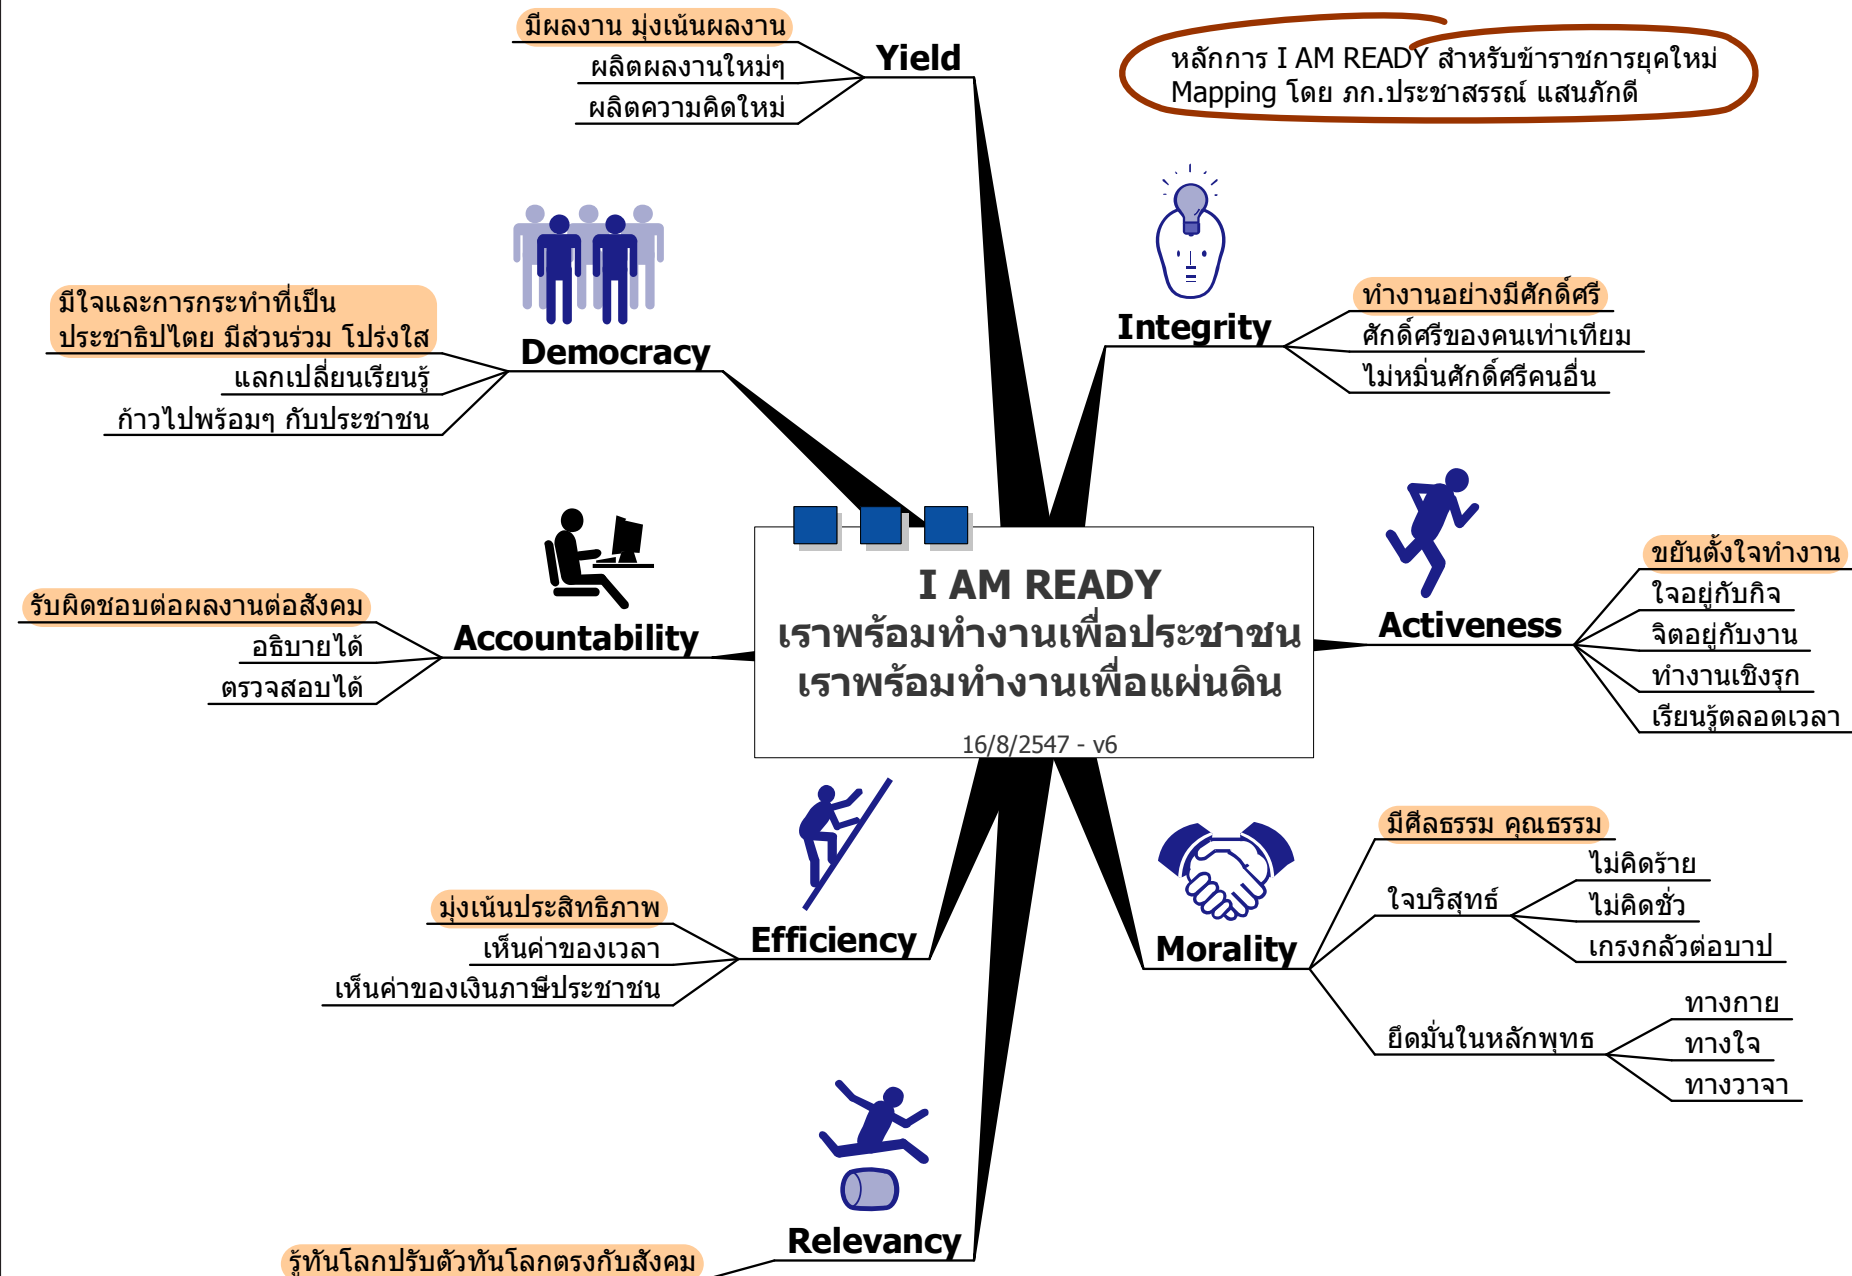 หลักการ I AM READY สำหรับข้าราชการยุคใหม่
Mapping โดย ภก.ประชาสรรณ์ แสนภักดี
I AM READY
เราพร้อมทำงานเพื่อประชาชน
เราพร้อมทำงานเพื่อแผ่นดิน
16/8/2547 - v6
Integrity
ทำงานอย่างมีศักดิ์ศรี
ศักดิ์ศรีของคนเท่าเทียม
ไม่หมิ่นศักดิ์ศรีคนอื่น
Activeness
ขยันตั้งใจทำงาน
ใจอยู่กับกิจ
จิตอยู่กับงาน
ทำงานเชิงรุก
เรียนรู้ตลอดเวลา
Morality
มีศีลธรรม คุณธรรม
ใจบริสุทธ์
ไม่คิดร้าย
ไม่คิดชั่ว
เกรงกลัวต่อบาป
ยึดมั่นในหลักพุทธ
ทางกาย
ทางใจ
ทางวาจา
Relevancy
รู้ทันโลกปรับตัวทันโลกตรงกับสังคม
Efficiency
มุ่งเน้นประสิทธิภาพ
เห็นค่าของเวลา
เห็นค่าของเงินภาษีประชาชน
Accountability
รับผิดชอบต่อผลงานต่อสังคม
อธิบายได้
ตรวจสอบได้
Democracy
มีใจและการกระทำที่เป็น
ประชาธิปไตย มีส่วนร่วม โปร่งใส
แลกเปลี่ยนเรียนรู้
ก้าวไปพร้อมๆ กับประชาชน
Yield
มีผลงาน มุ่งเน้นผลงาน
ผลิตผลงานใหม่ๆ
ผลิตความคิดใหม่